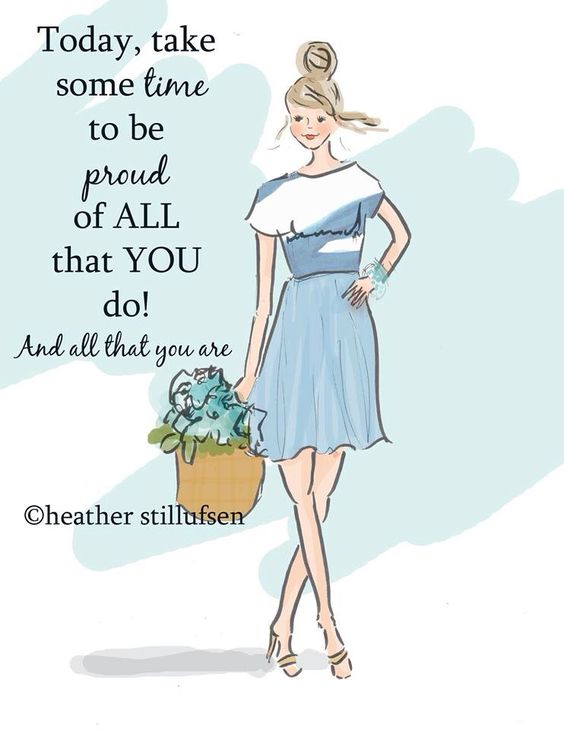 Today, take
some time
to be
proud
of ALL
that YOU
do!
And all that you are
©heather stillufsen